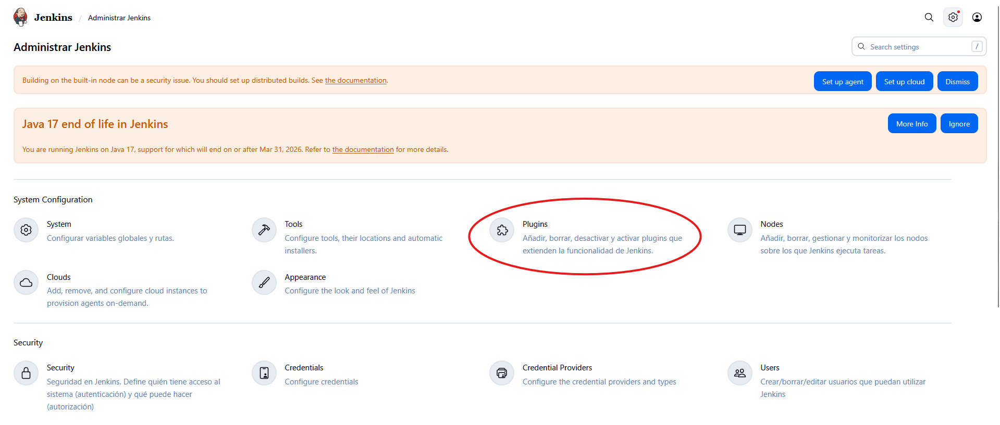 Jenkins / Administrar Jenkins
Administrar Jenkins
Search settings /
Building on the built-in node can be a security issue. You should set up distributed builds. See the documentation.
Set up agent Set up cloud Dismiss
Java 17 end of life in Jenkins
More Info Ignore
You are running Jenkins on Java 17, support for which will end on or after Mar 31, 2026. Refer to the documentation for more details.
System Configuration
System
Configurar variables globales y rutas.
Tools
Configure tools, their locations and automatic
installers.
Plugins
Añadir, borrar, desactivar y activar plugins que
extienden la funcionalidad de Jenkins.
Nodes
Añadir, borrar, gestionar y monitorizar los nodos
sobre los que Jenkins ejecuta tareas.
Clouds
Add, remove, and configure cloud instances to
provision agents on-demand.
Appearance
Configure the look and feel of Jenkins
Security
Security
Seguridad en Jenkins. Define quién tiene acceso al
sistema (autenticación) y qué puede hacer
(autorización)
Credentials
Configure credentials
Credential Providers
Configure the credential providers and types
Users
Crear/borrar/editar usuarios que puedan utilizar
Jenkins